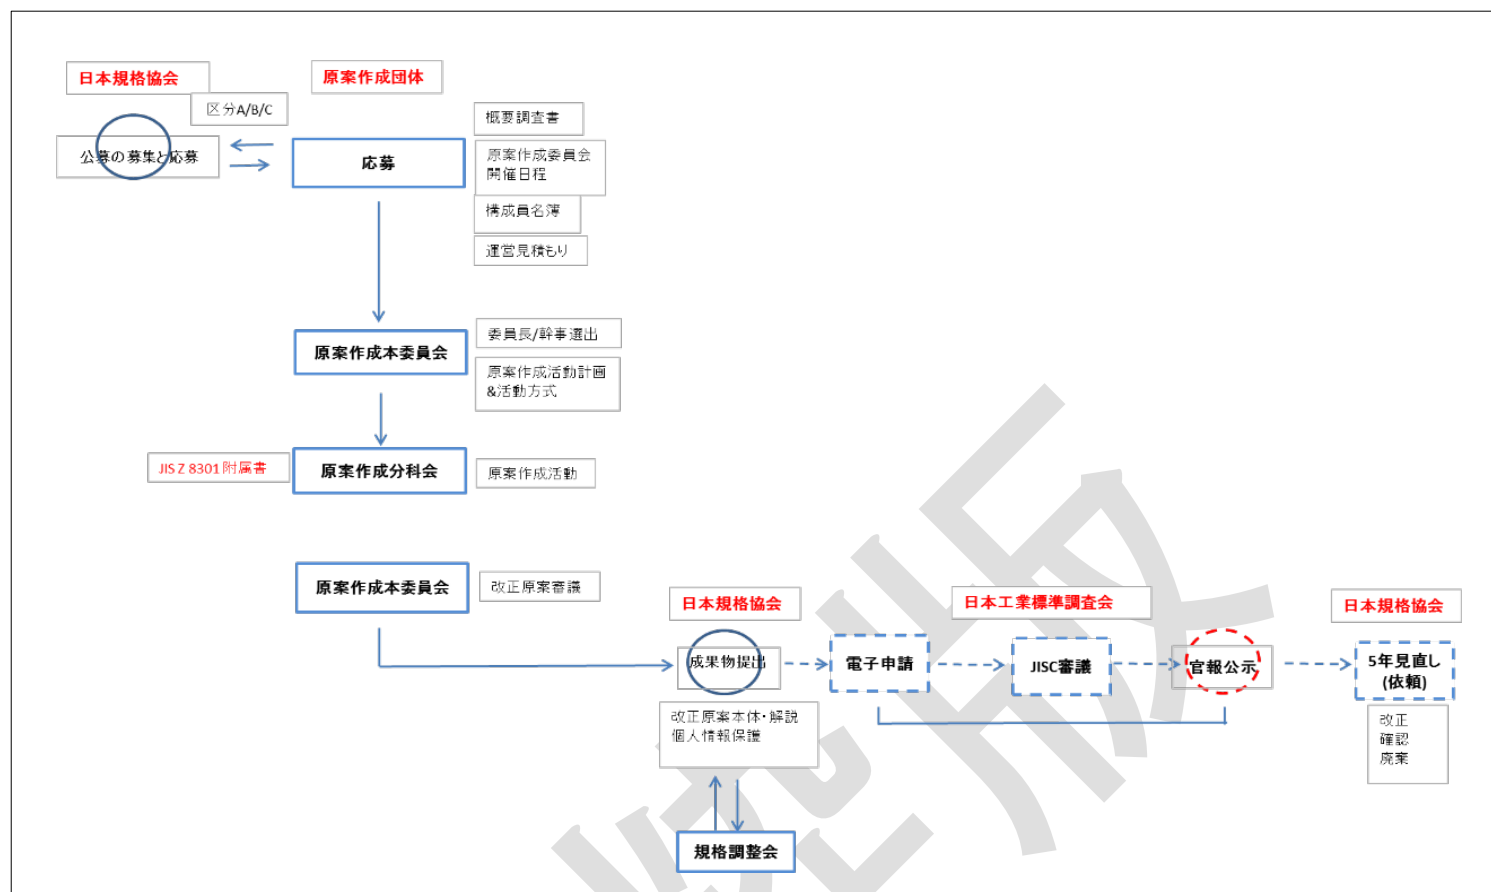 日本規格協会
原案作成団体
区分A/B/C
公募の募集と応募
応募
概要調査書
原案作成委員会
開催日程
構成員名簿
運営見積もり
原案作成本委員会
委員長/幹事選出
原案作成活動計画
&活動方式
JIS Z 8301 附属書
原案作成分科会
原案作成活動
原案作成本委員会
改正原案審議
日本規格協会
日本工業標準調査会
日本規格協会
成果物提出
電子申請
JISC審議
官報公示
5年見直し
(依頼)
改正原案本体・解説
個人情報保護
改正
確認
廃棄
規格調整会